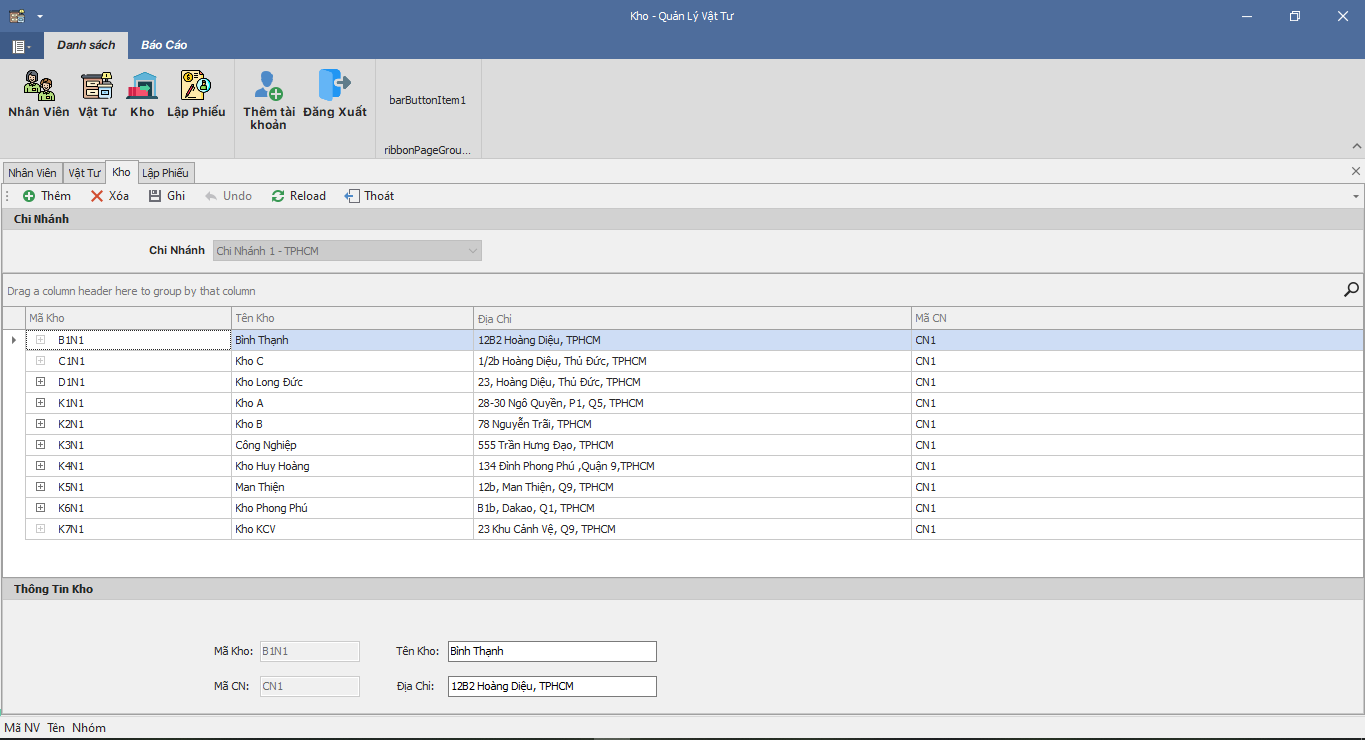 Kho - Quản Lý Vật Tư
Danh sách Báo Cáo
Nhân Viên Vật Tư Kho Lập Phiếu Thêm tài khoản Đăng Xuất barButtonItem1
ribbonPageGrou...
Nhân Viên Vật Tư Kho Lập Phiếu
Thêm Xóa Ghi Undo Reload Thoát
Chi Nhánh
Chi Nhánh Chi Nhánh 1 - TPHCM
Drag a column header here to group by that column
Mã Kho Tên Kho Địa Chỉ Mã CN
B1N1 Bình Thạnh 12B2 Hoàng Diệu, TPHCM CN1
C1N1 Kho C 1/2b Hoàng Diệu, Thủ Đức, TPHCM CN1
D1N1 Kho Long Đức 23, Hoàng Diệu, Thủ Đức, TPHCM CN1
K1N1 Kho A 28-30 Ngô Quyền, P1, Q5, TPHCM CN1
K2N1 Kho B 78 Nguyễn Trãi, TPHCM CN1
K3N1 Công Nghiệp 555 Trần Hưng Đạo, TPHCM CN1
K4N1 Kho Huy Hoàng 134 Đình Phong Phú ,Quận 9,TPHCM CN1
K5N1 Man Thiện 12b, Man Thiện, Q9, TPHCM CN1
K6N1 Kho Phong Phú B1b, Dakao, Q1, TPHCM CN1
K7N1 Kho KCV 23 Khu Cảnh Vệ, Q9, TPHCM CN1
Thông Tin Kho
Mã Kho: B1N1 Tên Kho: Bình Thạnh
Mã CN: CN1 Địa Chỉ: 12B2 Hoàng Diệu, TPHCM
Mã NV Tên Nhóm